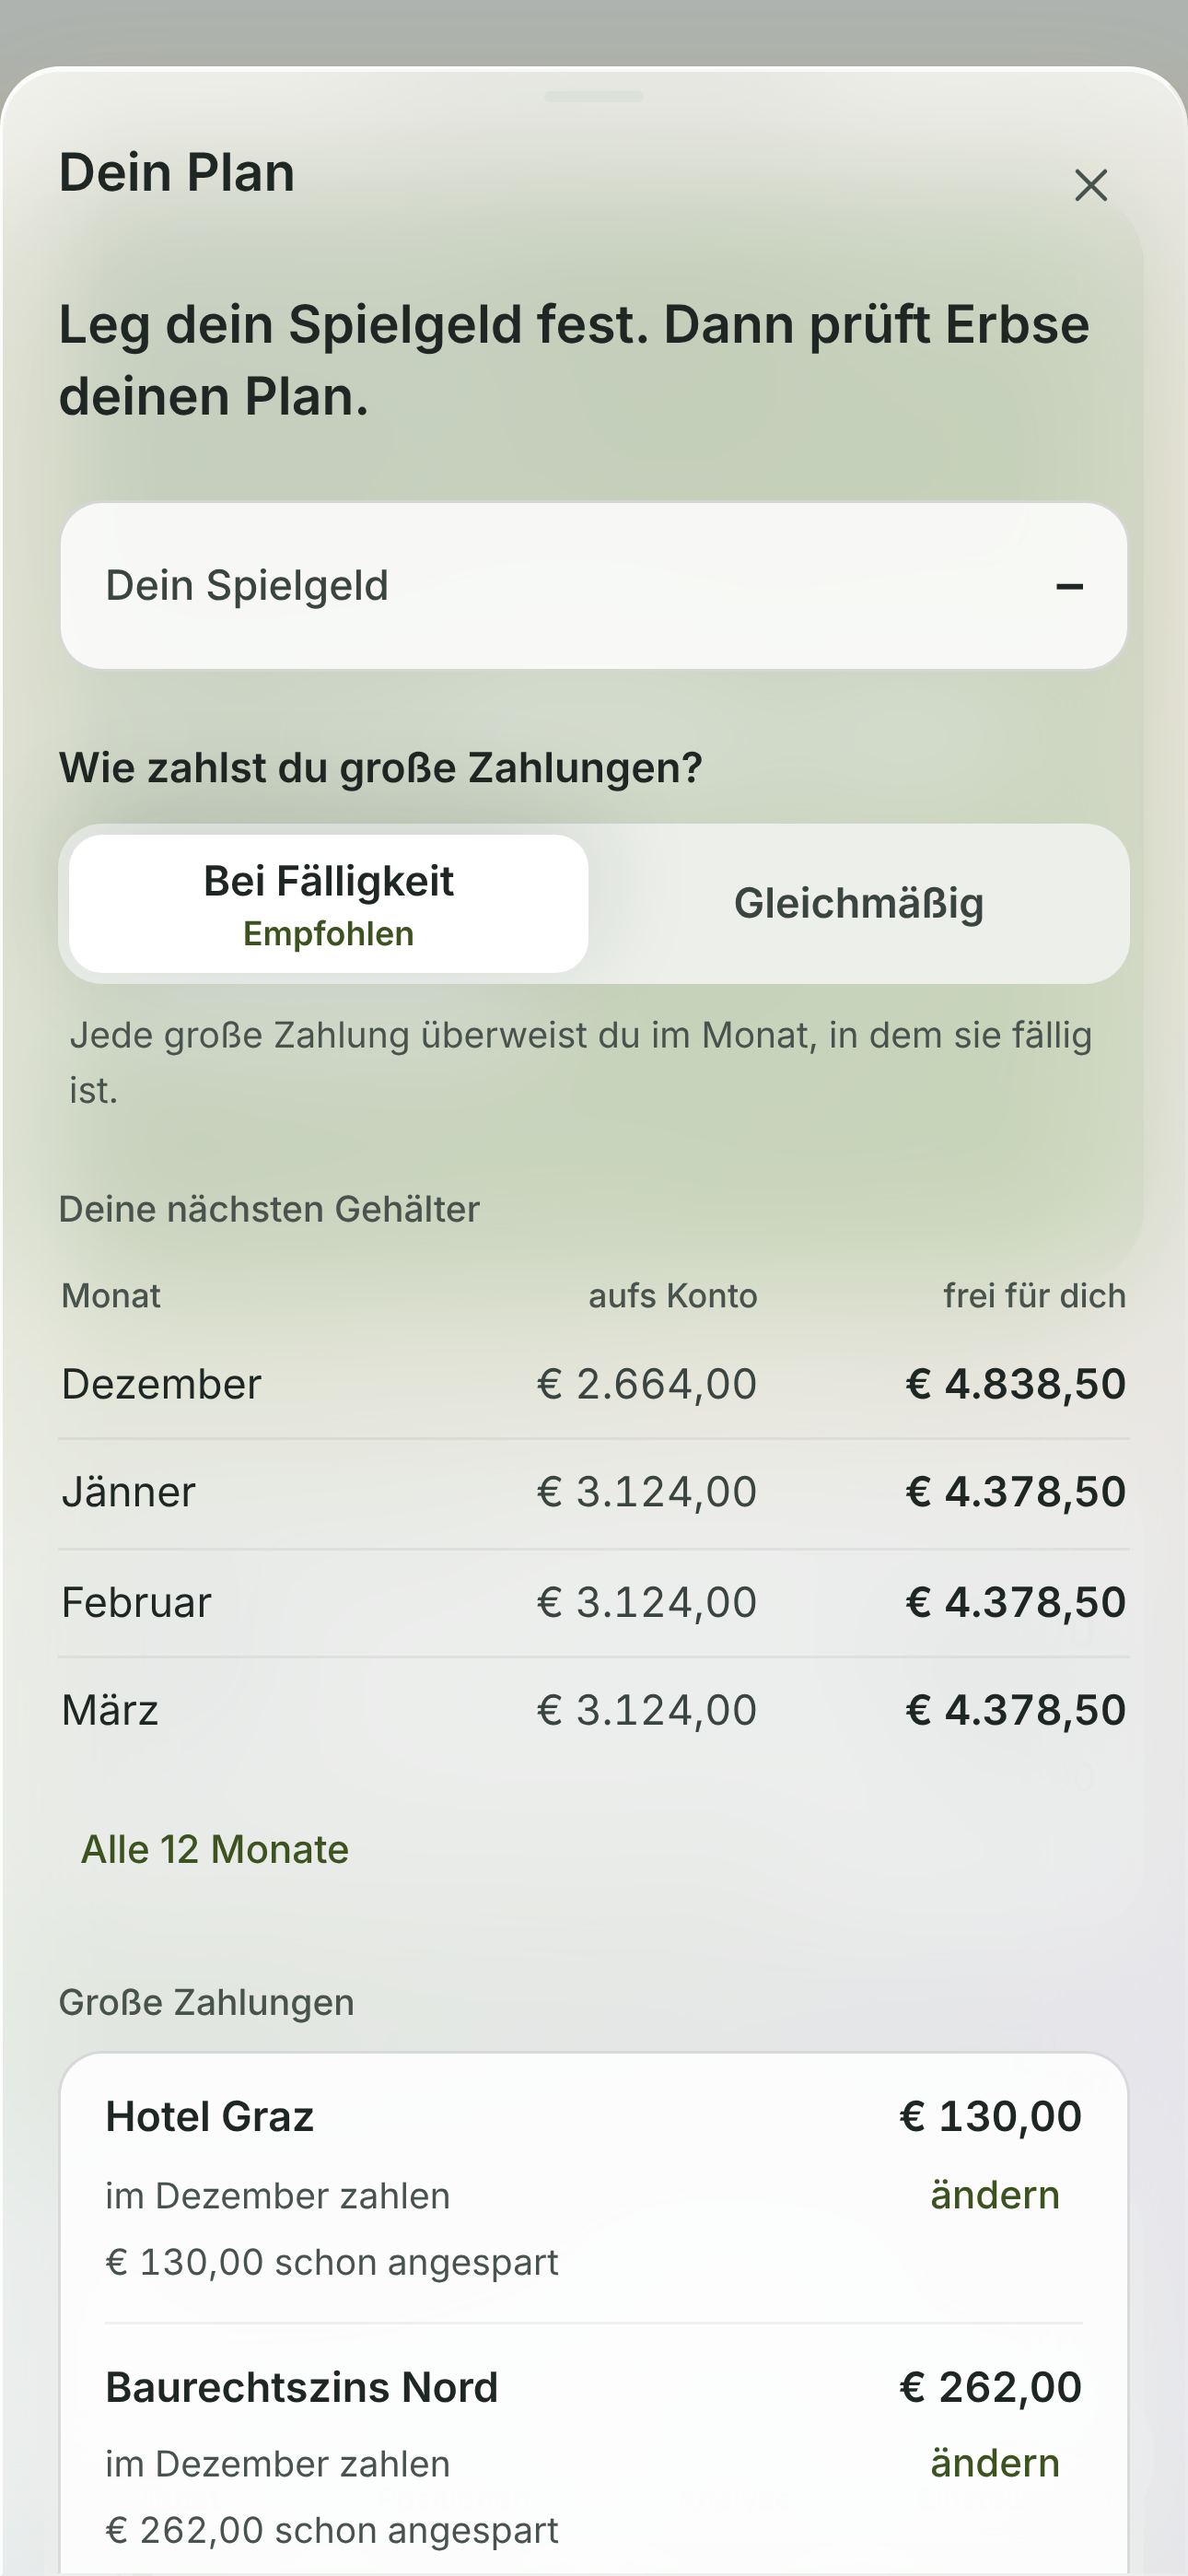 Dein Plan
Leg dein Spielgeld fest. Dann prüft Erbse
deinen Plan.
Dein Spielgeld –
Wie zahlst du große Zahlungen?
Bei Fälligkeit
Empfohlen
Gleichmäßig
Jede große Zahlung überweist du im Monat, in dem sie fällig
ist.
Deine nächsten Gehälter
Monat aufs Konto frei für dich
Dezember € 2.664,00 € 4.838,50
Jänner € 3.124,00 € 4.378,50
Februar € 3.124,00 € 4.378,50
März € 3.124,00 € 4.378,50
Alle 12 Monate
Große Zahlungen
Hotel Graz € 130,00
im Dezember zahlen ändern
€ 130,00 schon angespart
Baurechtszins Nord € 262,00
im Dezember zahlen ändern
€ 262,00 schon angespart